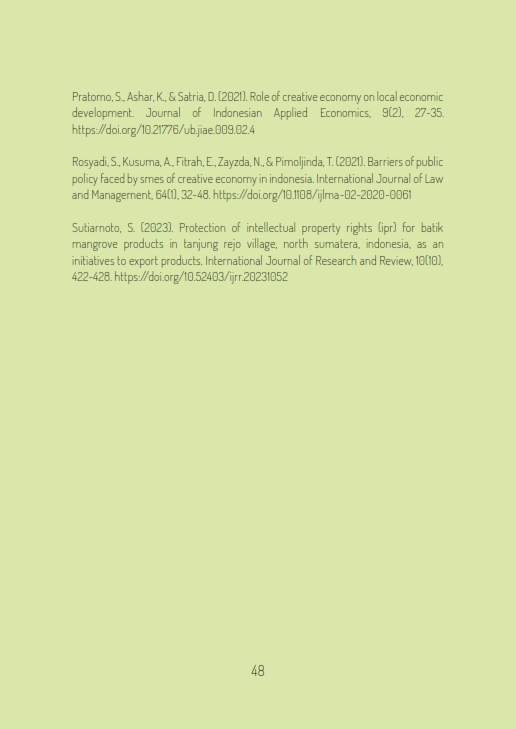 Pratomo, S., Ashar, K., & Satria, D. (2021). Role of creative economy on local economic
development. Journal of Indonesian Applied Economics, 9(2), 27-35.
https://doi.org/10.21776/ub.jiae.009.02.4
Rosyadi, S., Kusuma, A., Fitrah, E., Zayzda, N., & Pimoljinda, T. (2021). Barriers of public
policy faced by smes of creative economy in indonesia. International Journal of Law
and Management, 64(1), 32-48. https://doi.org/10.1108/ijlma-02-2020-0061
Sutiarnoto, S. (2023). Protection of intellectual property rights (ipr) for batik
mangrove products in tanjung rejo village, north sumatera, indonesia, as an
initiatives to export products. International Journal of Research and Review, 10(10),
422-428. https://doi.org/10.52403/ijrr.20231052
48